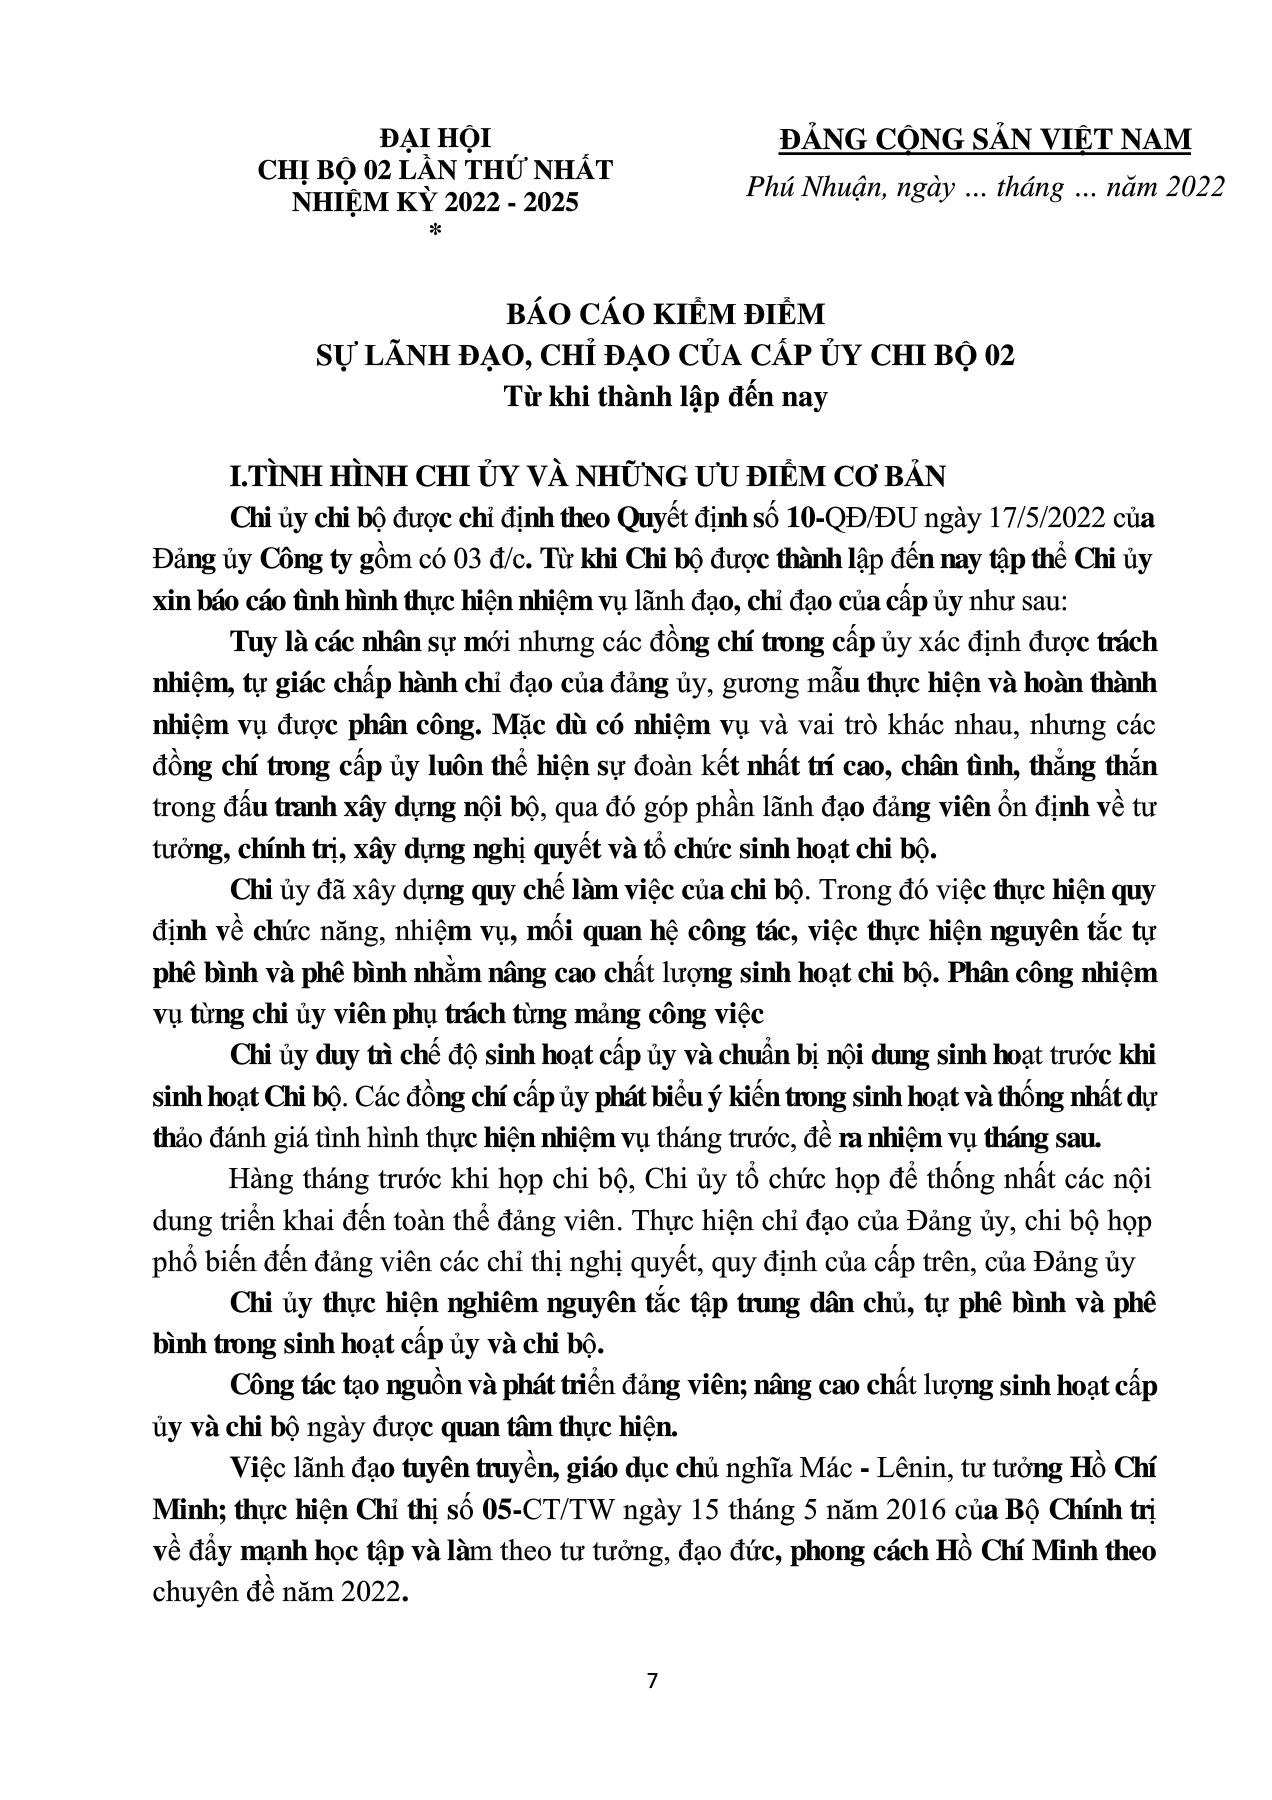 ĐẠI HỘI
CHỊ BỘ 02 LẦN THỨ NHẤT
NHIỆM KỲ 2022 - 2025
*
ĐẢNG CỘNG SẢN VIỆT NAM
Phú Nhuận, ngày ... tháng ... năm 2022
BÁO CÁO KIỂM ĐIỂM
SỰ LÃNH ĐẠO, CHỈ ĐẠO CỦA CẤP ỦY CHI BỘ 02
Từ khi thành lập đến nay
I.TÌNH HÌNH CHI ỦY VÀ NHỮNG ƯU ĐIỂM CƠ BẢN
Chi ủy chi bộ được chỉ định theo Quyết định số 10-QĐ/ĐU ngày 17/5/2022 của
Đảng ủy Công ty gồm có 03 đ/c. Từ khi Chi bộ được thành lập đến nay tập thể Chi ủy
xin báo cáo tình hình thực hiện nhiệm vụ lãnh đạo, chỉ đạo của cấp ủy như sau:
Tuy là các nhân sự mới nhưng các đồng chí trong cấp ủy xác định được trách
nhiệm, tự giác chấp hành chỉ đạo của đảng ủy, gương mẫu thực hiện và hoàn thành
nhiệm vụ được phân công. Mặc dù có nhiệm vụ và vai trò khác nhau, nhưng các
đồng chí trong cấp ủy luôn thể hiện sự đoàn kết nhất trí cao, chân tình, thẳng thắn
trong đấu tranh xây dựng nội bộ, qua đó góp phần lãnh đạo đảng viên ổn định về tư
tưởng, chính trị, xây dựng nghị quyết và tổ chức sinh hoạt chi bộ.
Chi ủy đã xây dựng quy chế làm việc của chi bộ. Trong đó việc thực hiện quy
định về chức năng, nhiệm vụ, mối quan hệ công tác, việc thực hiện nguyên tắc tự
phê bình và phê bình nhằm nâng cao chất lượng sinh hoạt chi bộ. Phân công nhiệm
vụ từng chi ủy viên phụ trách từng mảng công việc
Chi ủy duy trì chế độ sinh hoạt cấp ủy và chuẩn bị nội dung sinh hoạt trước khi
sinh hoạt Chi bộ. Các đồng chí cấp ủy phát biểu ý kiến trong sinh hoạt và thống nhất dự
thảo đánh giá tình hình thực hiện nhiệm vụ tháng trước, đề ra nhiệm vụ tháng sau.
Hàng tháng trước khi họp chi bộ, Chi ủy tổ chức họp để thống nhất các nội
dung triển khai đến toàn thể đảng viên. Thực hiện chỉ đạo của Đảng ủy, chi bộ họp
phổ biến đến đảng viên các chỉ thị nghị quyết, quy định của cấp trên, của Đảng ủy
Chi ủy thực hiện nghiêm nguyên tắc tập trung dân chủ, tự phê bình và phê
bình trong sinh hoạt cấp ủy và chi bộ.
Công tác tạo nguồn và phát triển đảng viên; nâng cao chất lượng sinh hoạt cấp
ủy và chi bộ ngày được quan tâm thực hiện.
Việc lãnh đạo tuyên truyền, giáo dục chủ nghĩa Mác - Lênin, tư tưởng Hồ Chí
Minh; thực hiện Chỉ thị số 05-CT/TW ngày 15 tháng 5 năm 2016 của Bộ Chính trị
về đẩy mạnh học tập và làm theo tư tưởng, đạo đức, phong cách Hồ Chí Minh theo
chuyên đề năm 2022.
7